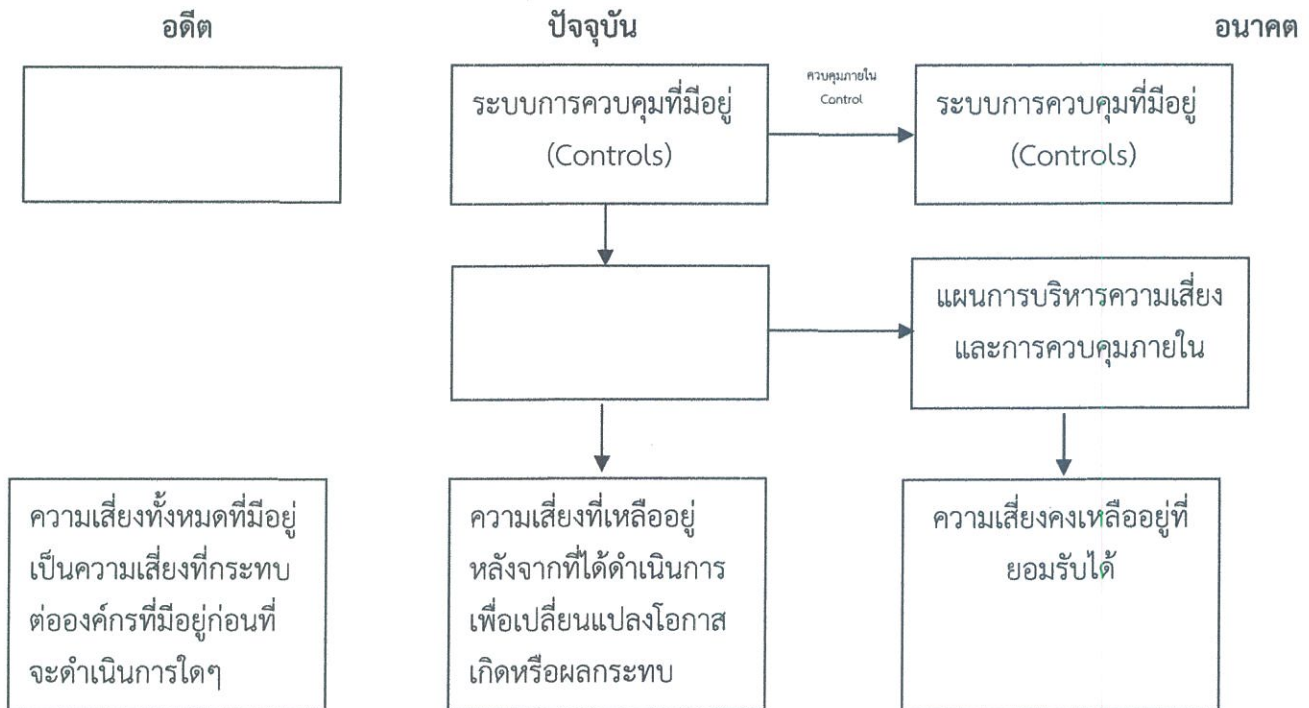 อดีต ปัจจุบัน อนาคต
ระบบการควบคุมที่มีอยู่
(Controls)
ควบคุมภายใน
Control
ระบบการควบคุมที่มีอยู่
(Controls)
แผนการบริหารความเสี่ยง
และการควบคุมภายใน
ความเสี่ยงทั้งหมดที่มีอยู่
เป็นความเสี่ยงที่กระทบ
ต่อองค์กรที่มีอยู่ก่อนที่
จะดำเนินการใดๆ
ความเสี่ยงที่เหลืออยู่
หลังจากที่ได้ดำเนินการ
เพื่อเปลี่ยนแปลงโอกาส
เกิดหรือผลกระทบ
ความเสี่ยงคงเหลืออยู่ที่
ยอมรับได้